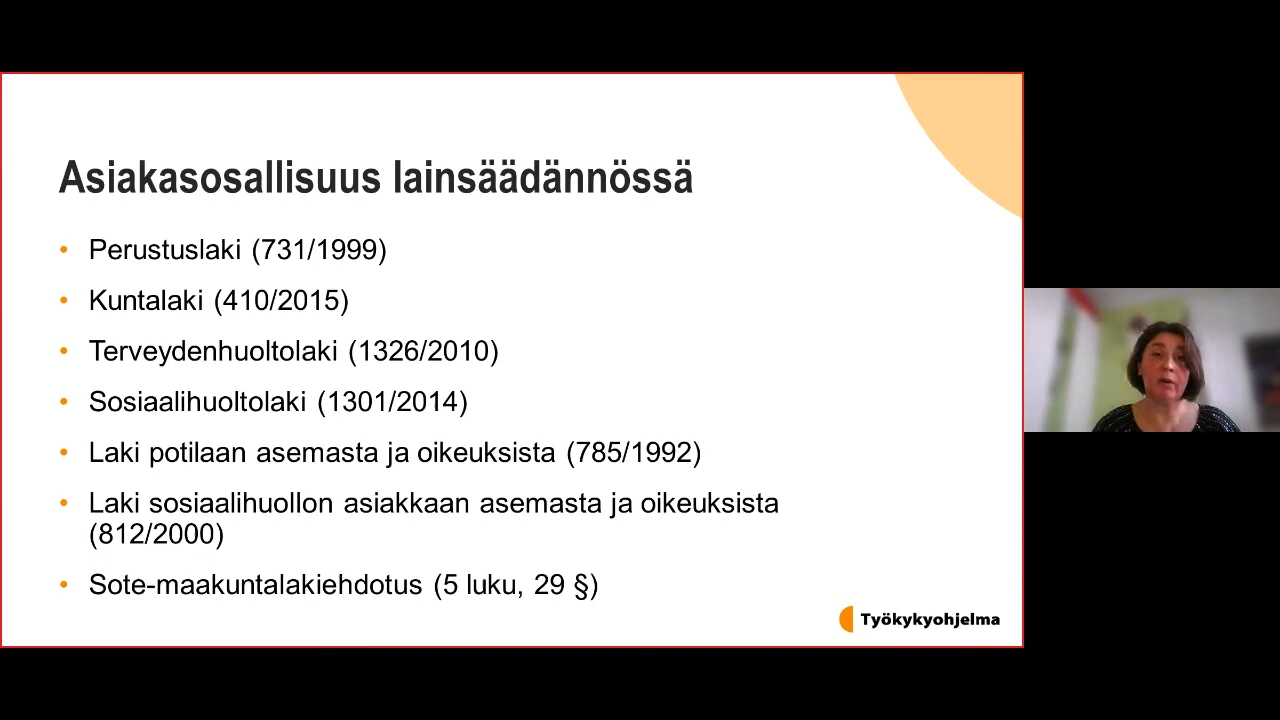 Asiakasosallisuus lainsäädännössä
• Perustuslaki (731/1999)
• Kuntalaki (410/2015)
• Terveydenhuoltolaki (1326/2010)
• Sosiaalihuoltolaki (1301/2014)
• Laki potilaan asemasta ja oikeuksista (785/1992)
• Laki sosiaalihuollon asiakkaan asemasta ja oikeuksista
(812/2000)
• Sote-maakuntalakiehdotus (5 luku, 29 §)
Työkykyohjelma